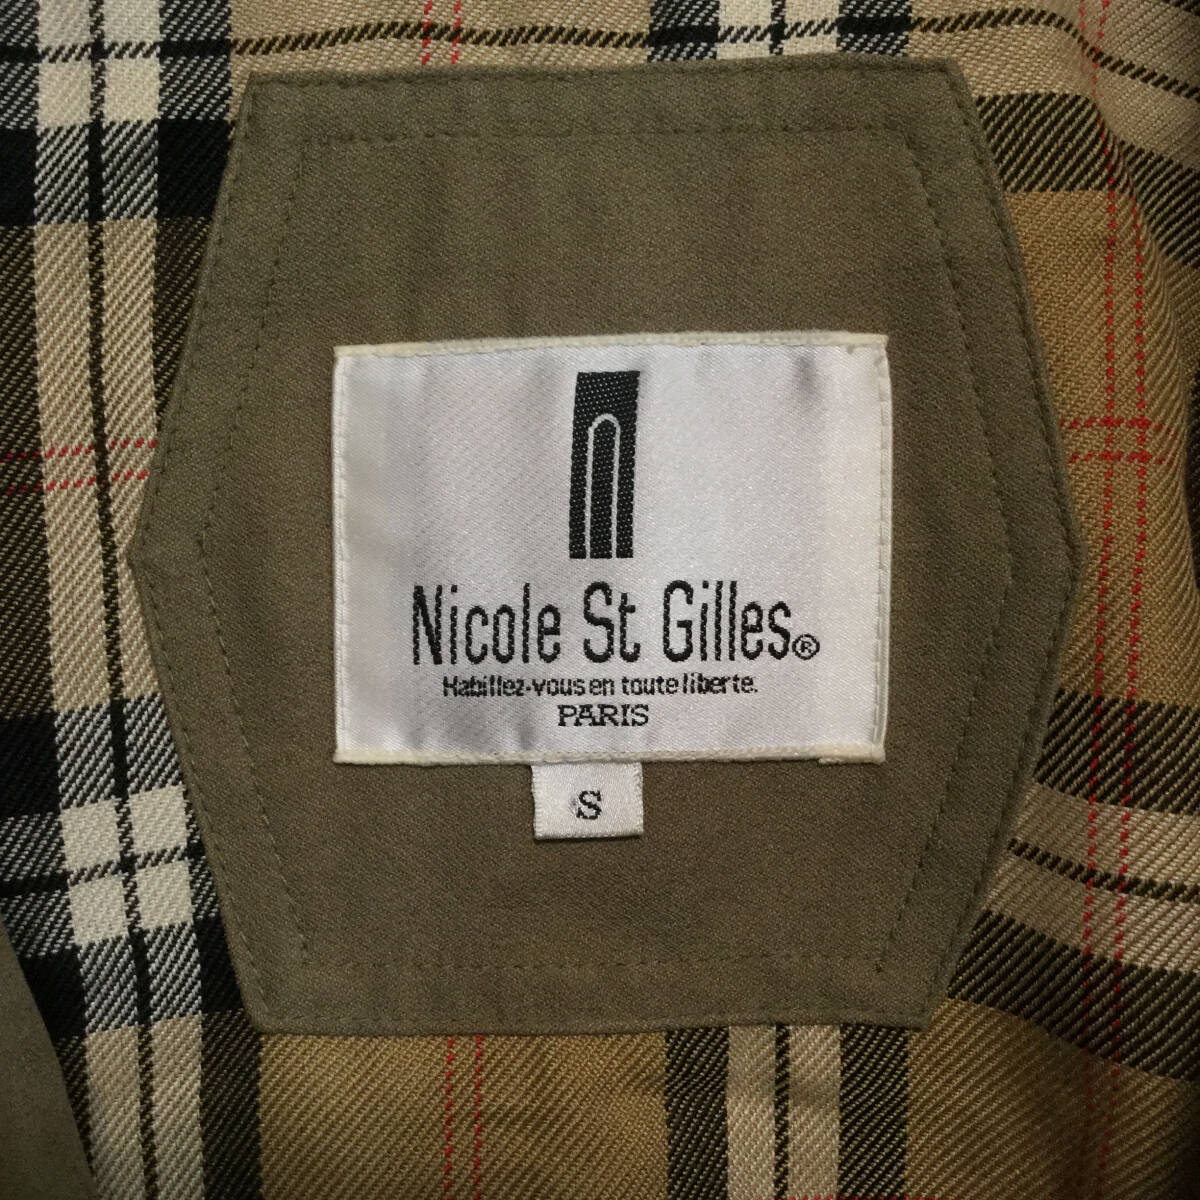 Nicole St Gilles®
Habillez-vous en toute liberte.
PARIS
S